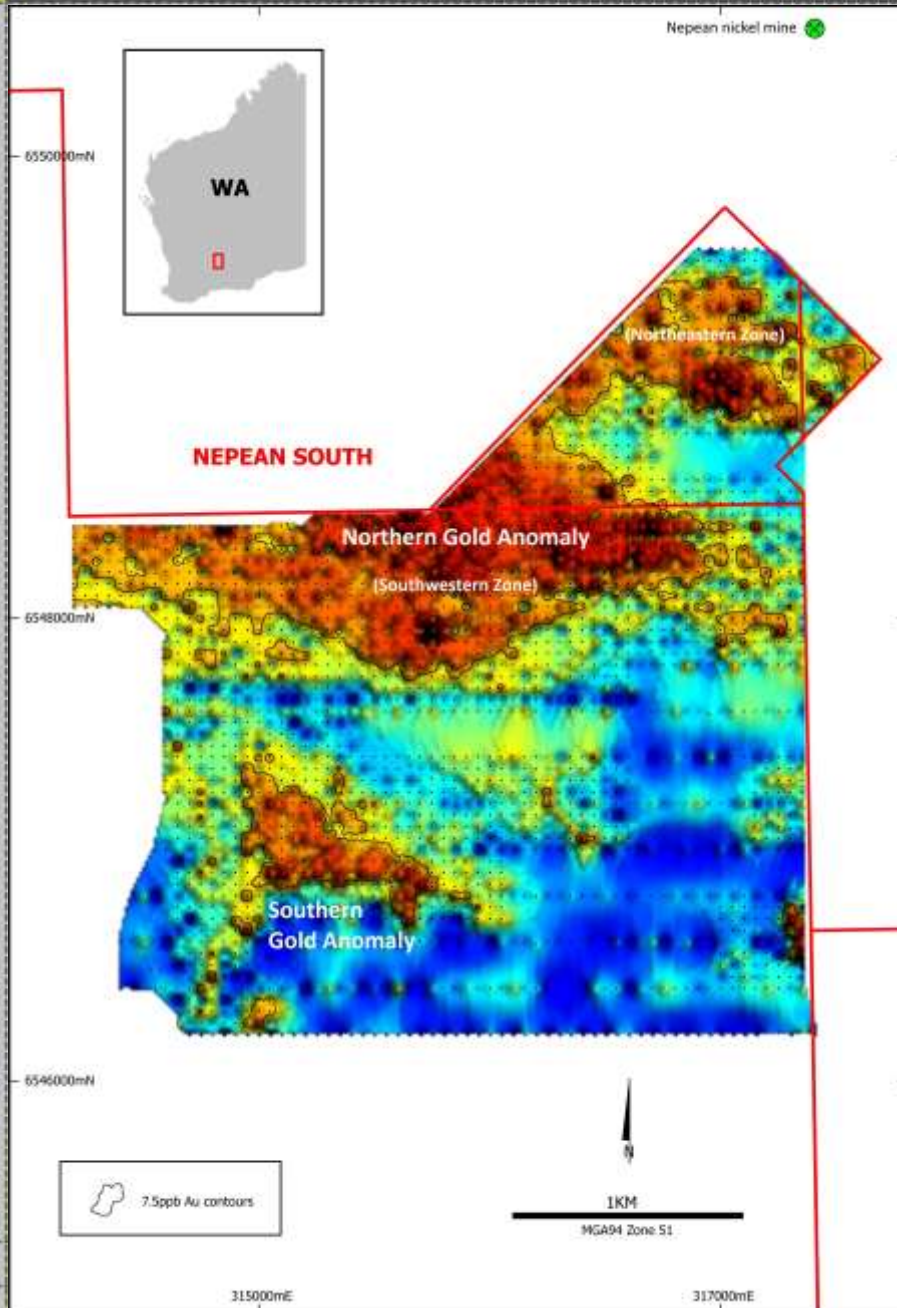 Nepean nickel mine
6550000mN
WA
(Northeastern Zone)
NEPEAN SOUTH
Northern Gold Anomaly
(Southwestern Zone)
6548000mN
Southern
Gold Anomaly
6546000mN
N
7.5ppb Au contours
1KM
MGA94 Zone 51
315000mE
317000mE